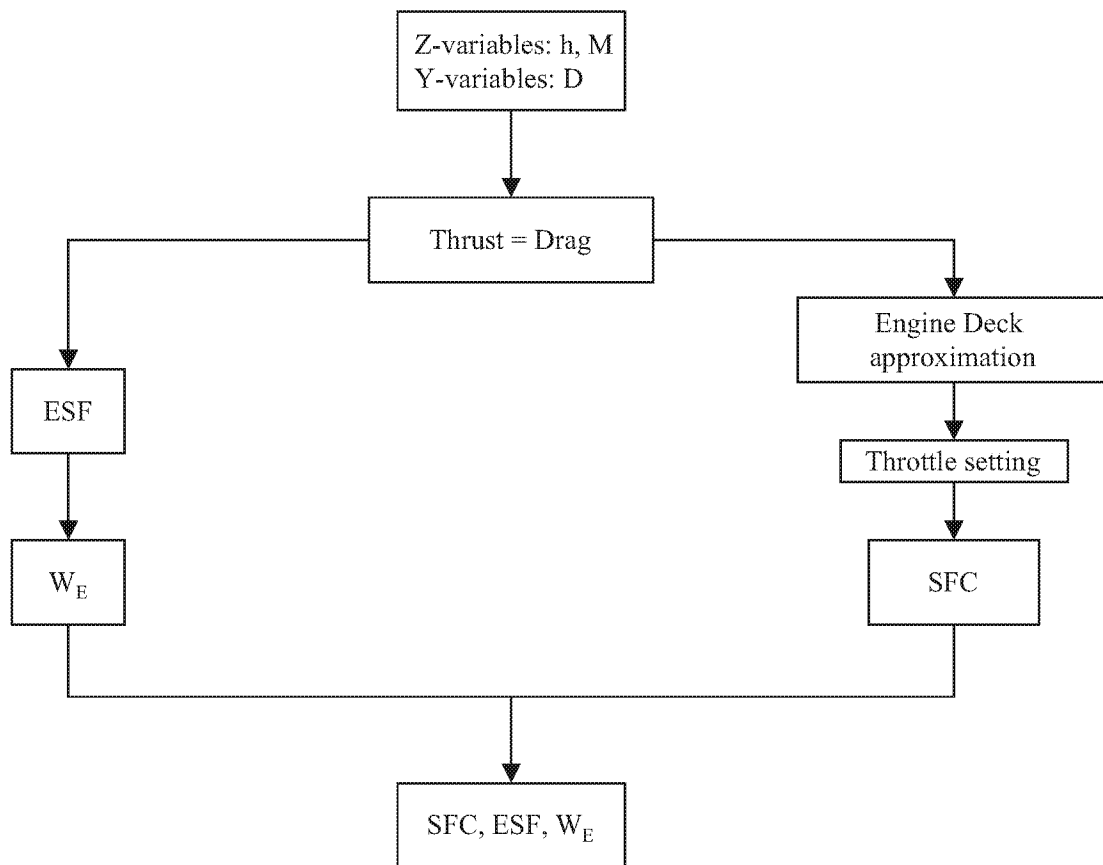 Z-variables: h, M
Y-variables: D
Thrust = Drag
Engine Deck
approximation
ESF
Throttle setting
W_E
SFC
SFC, ESF, W_E